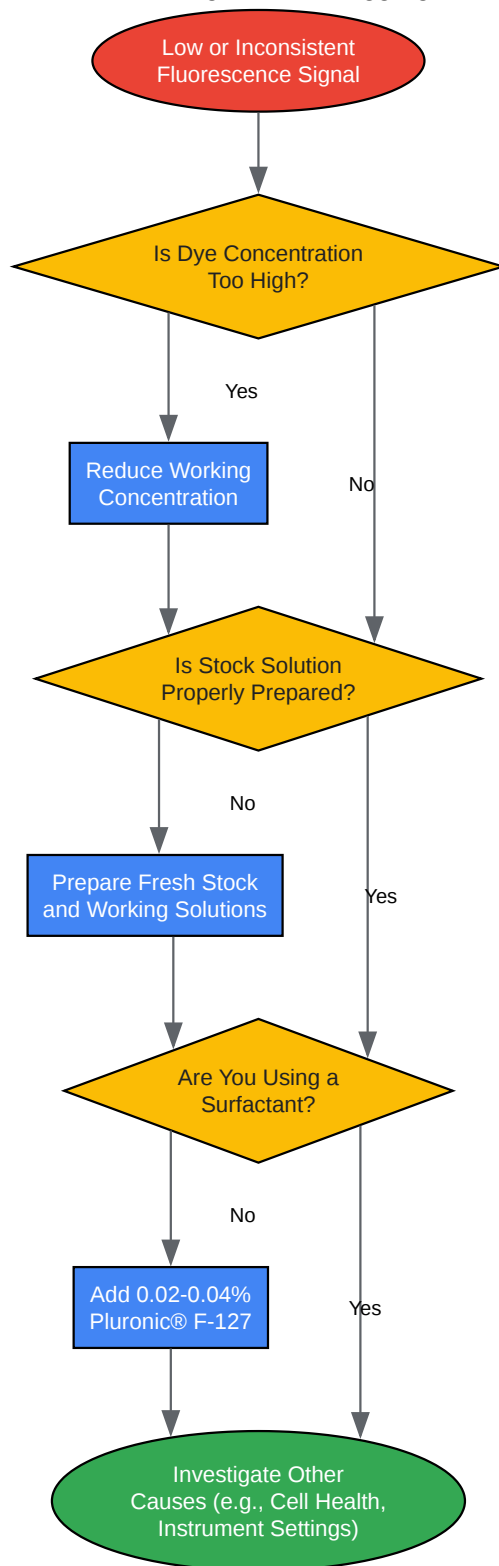 Low or Inconsistent
Fluorescence Signal
Is Dye Concentration
Too High?
Yes
Reduce Working
Concentration
No
Is Stock Solution
Properly Prepared?
No
Prepare Fresh Stock
and Working Solutions
Yes
Are You Using a
Surfactant?
No
Add 0.02-0.04%
Pluronic® F-127
Yes
Investigate Other
Causes (e.g., Cell Health,
Instrument Settings)